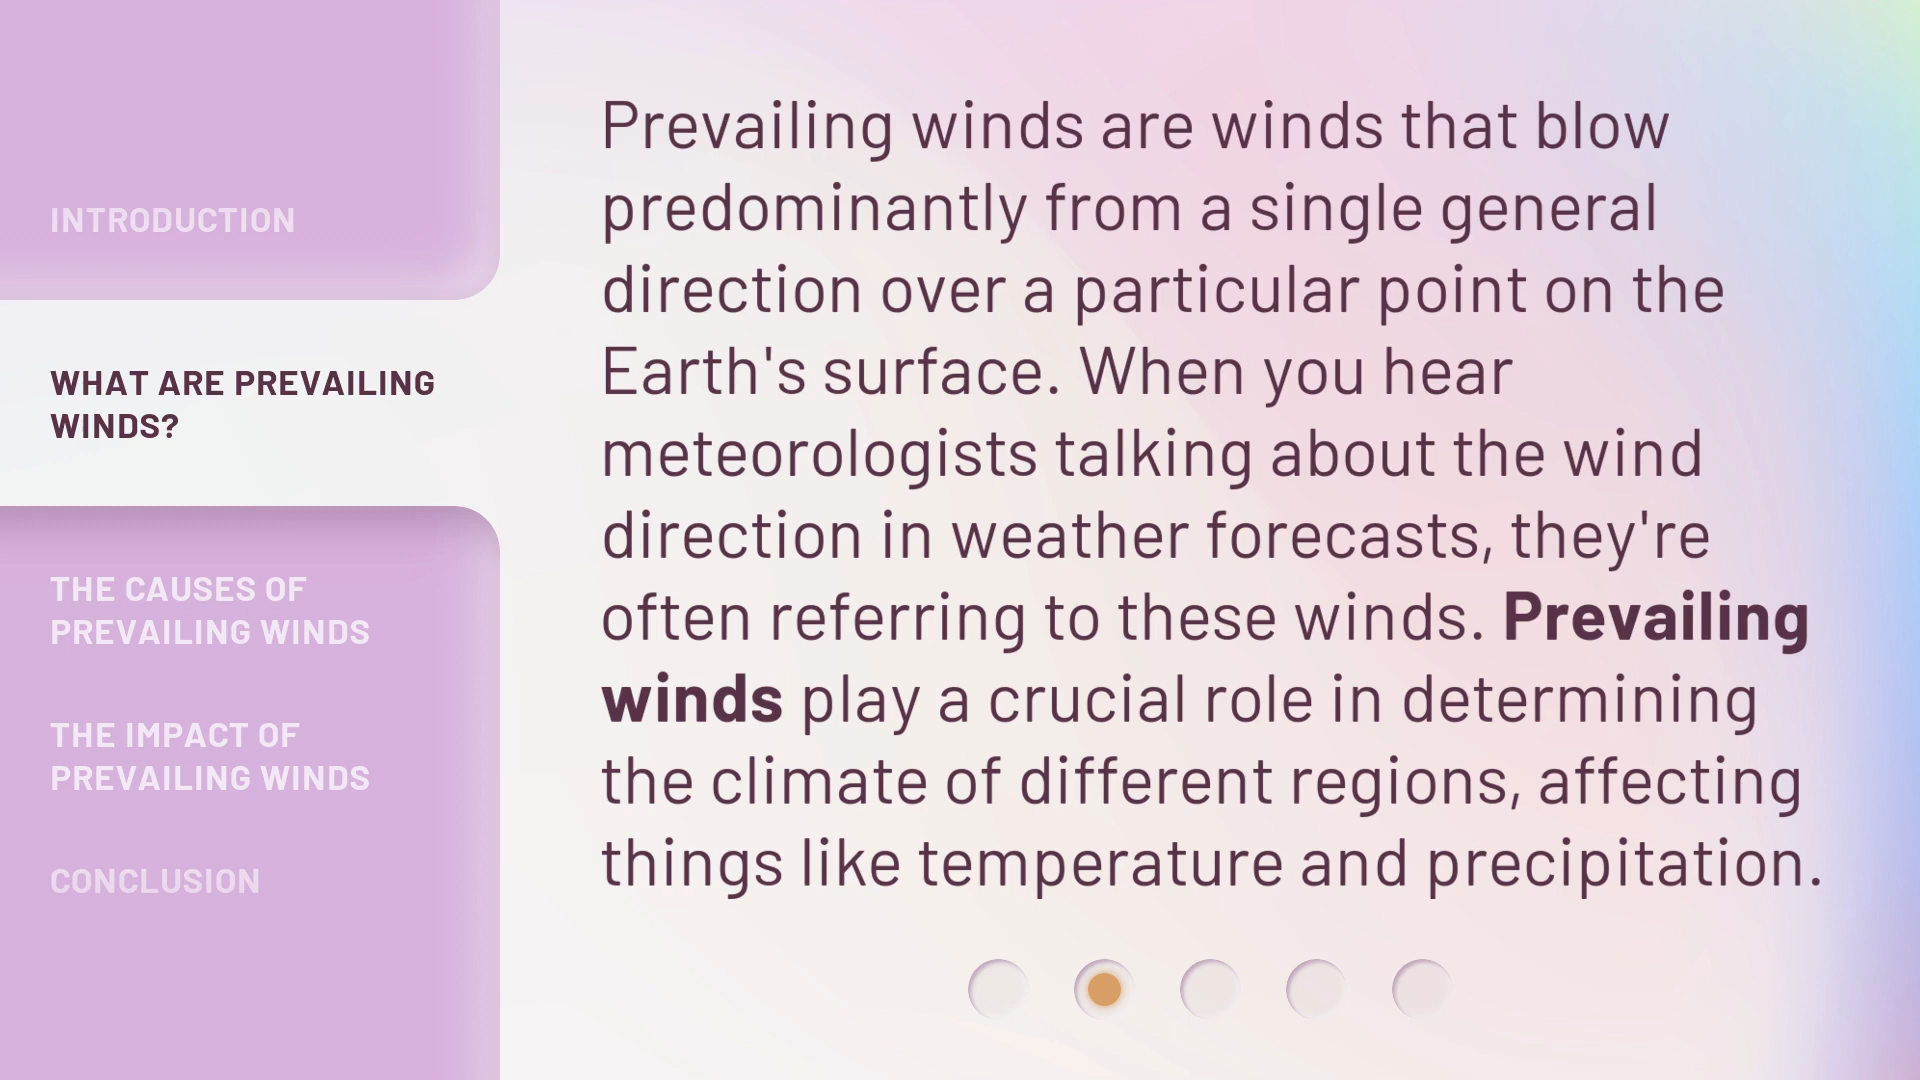 INTRODUCTION
WHAT ARE PREVAILING
WINDS?
THE CAUSES OF
PREVAILING WINDS
THE IMPACT OF
PREVAILING WINDS
CONCLUSION
Prevailing winds are winds that blow
predominantly from a single general
direction over a particular point on the
Earth's surface. When you hear
meteorologists talking about the wind
direction in weather forecasts, they're
often referring to these winds. Prevailing
winds play a crucial role in determining
the climate of different regions, affecting
things like temperature and precipitation.